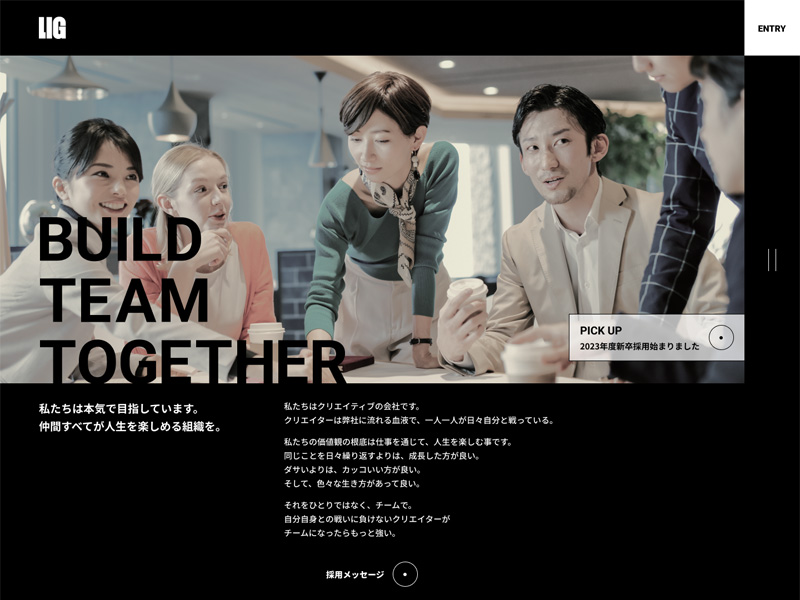 LIG
ENTRY
BUILD
TEAM
TOGETHER
PICK UP
2023年度新卒採用始まりました
私たちは本気で目指しています。
仲間すべてが人生を楽しめる組織を。
私たちはクリエイティブの会社です。
クリエイターは弊社に流れる血液で、一人一人が日々自分と戦っている。
私たちの価値観の根底は仕事を通じて、人生を楽しむ事です。
同じことを日々繰り返すよりは、成長した方が良い。
ダサいよりは、カッコいい方が良い。
そして、色々な生き方があって良い。
それをひとりではなく、チームで。
自分自身との戦いに負けないクリエイターが
チームになったらもっと強い。
採用メッセージ